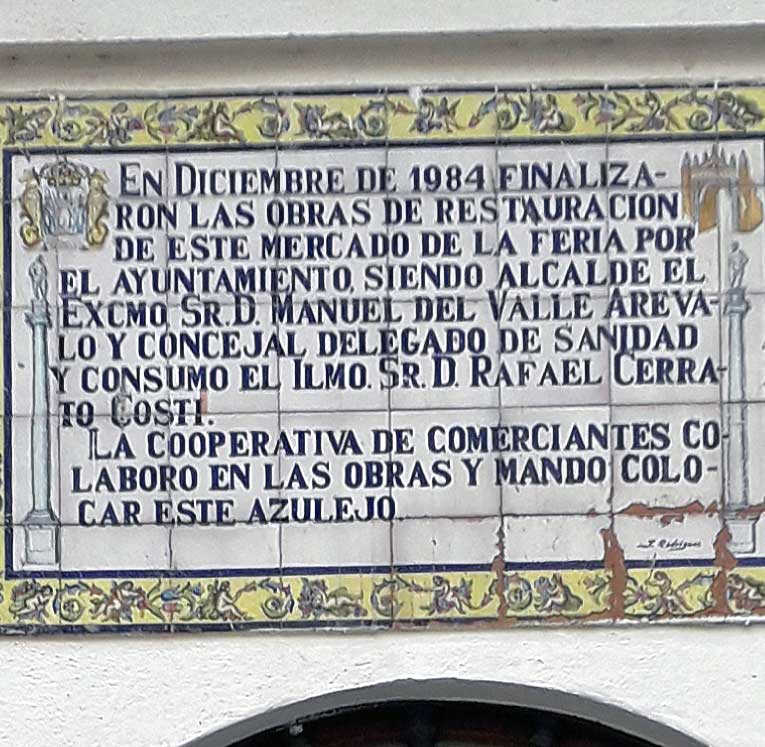 EN DICIEMBRE DE 1984 FINALIZA-
RON LAS OBRAS DE RESTAURACION
DE ESTE MERCADO DE LA FERIA POR
EL AYUNTAMIENTO, SIENDO ALCALDE EL
EXCMO. SR. D. MANUEL DEL VALLE AREVA-
LO Y CONCEJAL DELEGADO DE SANIDAD
Y CONSUMO EL ILMO. SR. D. RAFAEL CERRA-
TO COSTI.
LA COOPERATIVA DE COMERCIANTES CO-
LABORO EN LAS OBRAS Y MANDO COLO-
CAR ESTE AZULEJO
J. Rodriguez